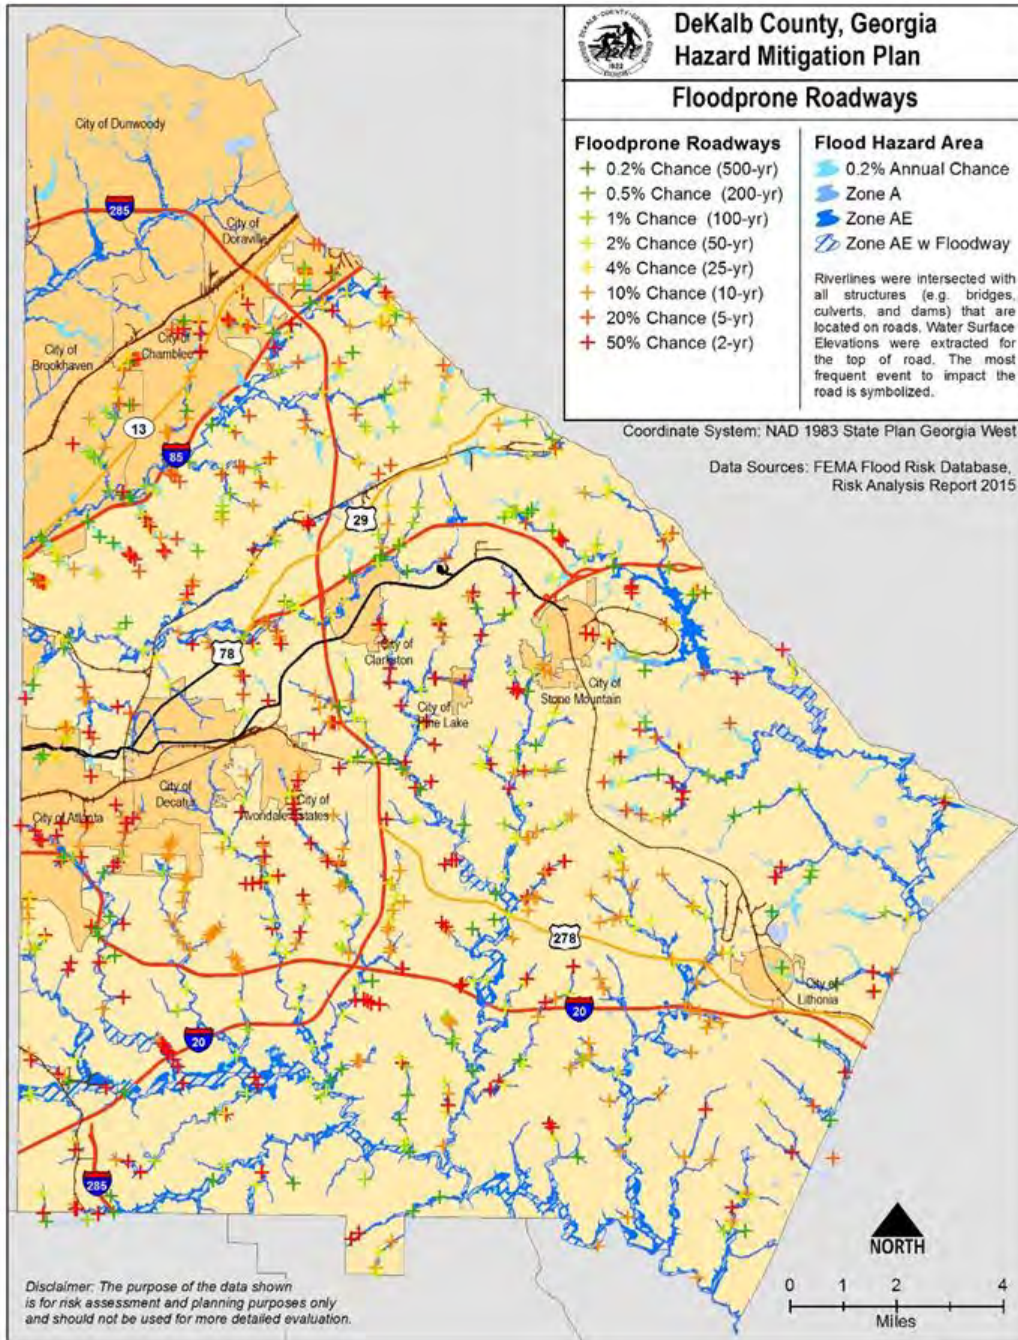 DeKalb County, Georgia
Hazard Mitigation Plan
Floodprone Roadways
Floodprone Roadways
0.2% Chance (500-yr)
0.5% Chance (200-yr)
1% Chance (100-yr)
2% Chance (50-yr)
4% Chance (25-yr)
10% Chance (10-yr)
20% Chance (5-yr)
50% Chance (2-yr)
Flood Hazard Area
0.2% Annual Chance
Zone A
Zone AE
Zone AE w Floodway
Riverlines were intersected with
all structures (e.g. bridges,
culverts, and dams) that are
located on roads. Water Surface
Elevations were extracted for
the top of road. The most
frequent event to impact the
road is symbolized.
Coordinate System: NAD 1983 State Plan Georgia West
Data Sources: FEMA Flood Risk Database,
Risk Analysis Report 2015
City of Dunwoody
285
City of
Doraville
City of
Chamblee
City of
Brookhaven
13
85
29
78
City of
Clarkston
City of
Pine Lake
City of
Stone Mountain
City of
Decatur
City of
Avondale Estates
City of Atlanta
278
City of
Lithonia
20
20
285
NORTH
0 1 2 4
Miles
Disclaimer: The purpose of the data shown
is for risk assessment and planning purposes only
and should not be used for more detailed evaluation.